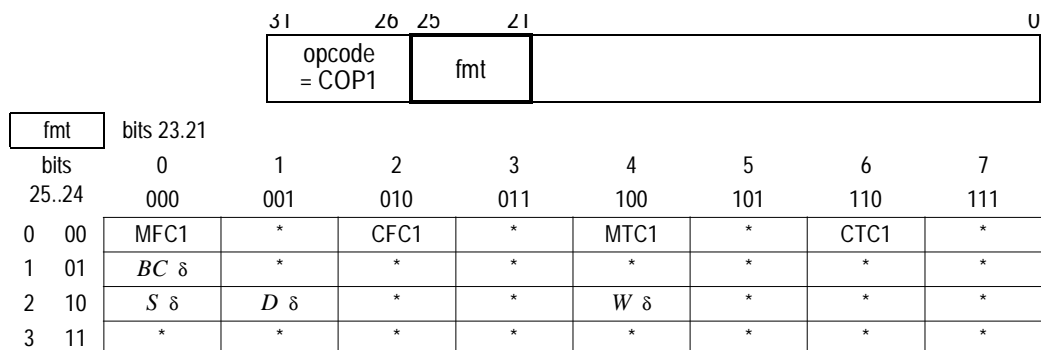 31 26 25 21 0
opcode
= COP1 fmt
fmt bits 23.21
bits 0 1 2 3 4 5 6 7
25..24 000 001 010 011 100 101 110 111
0 00 MFC1 * CFC1 * MTC1 * CTC1 *
1 01 BC δ * * * * * * *
2 10 S δ D δ * * W δ * * *
3 11 * * * * * * * *